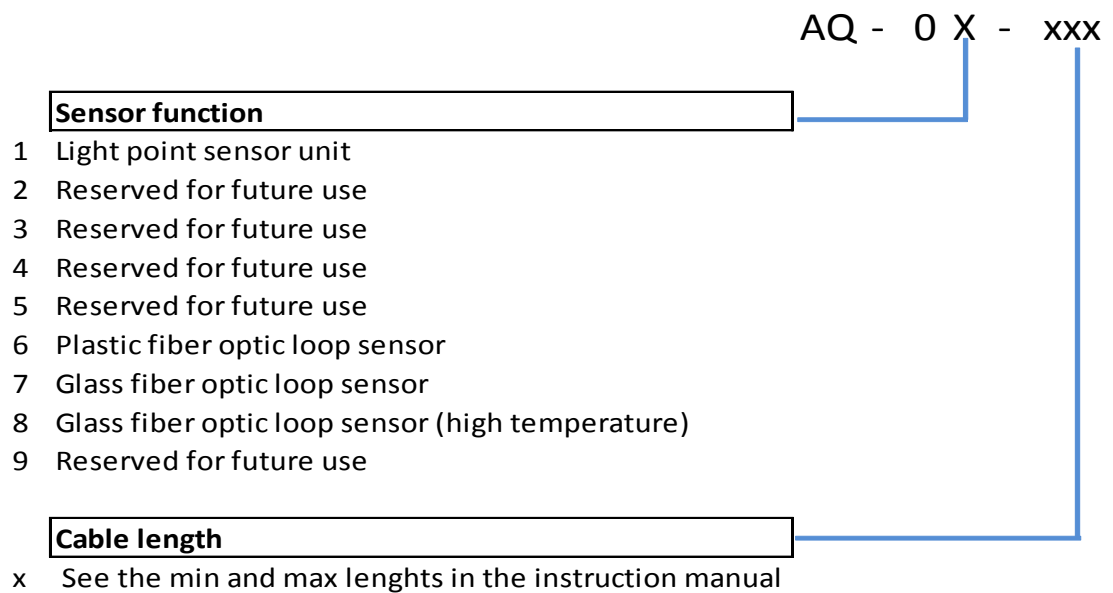 AQ - 0 X - xxx
Sensor function
1 Light point sensor unit
2 Reserved for future use
3 Reserved for future use
4 Reserved for future use
5 Reserved for future use
6 Plastic fiber optic loop sensor
7 Glass fiber optic loop sensor
8 Glass fiber optic loop sensor (high temperature)
9 Reserved for future use
Cable length
x See the min and max lenghts in the instruction manual